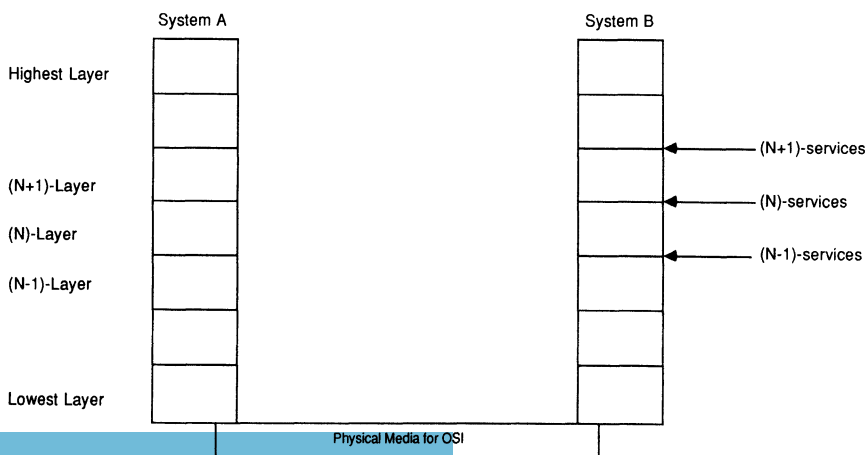 System A
System B
Highest Layer
(N+1)-services
(N+1)-Layer
(N)-services
(N)-Layer
(N-1)-services
(N-1)-Layer
Lowest Layer
Physical Media for OSI